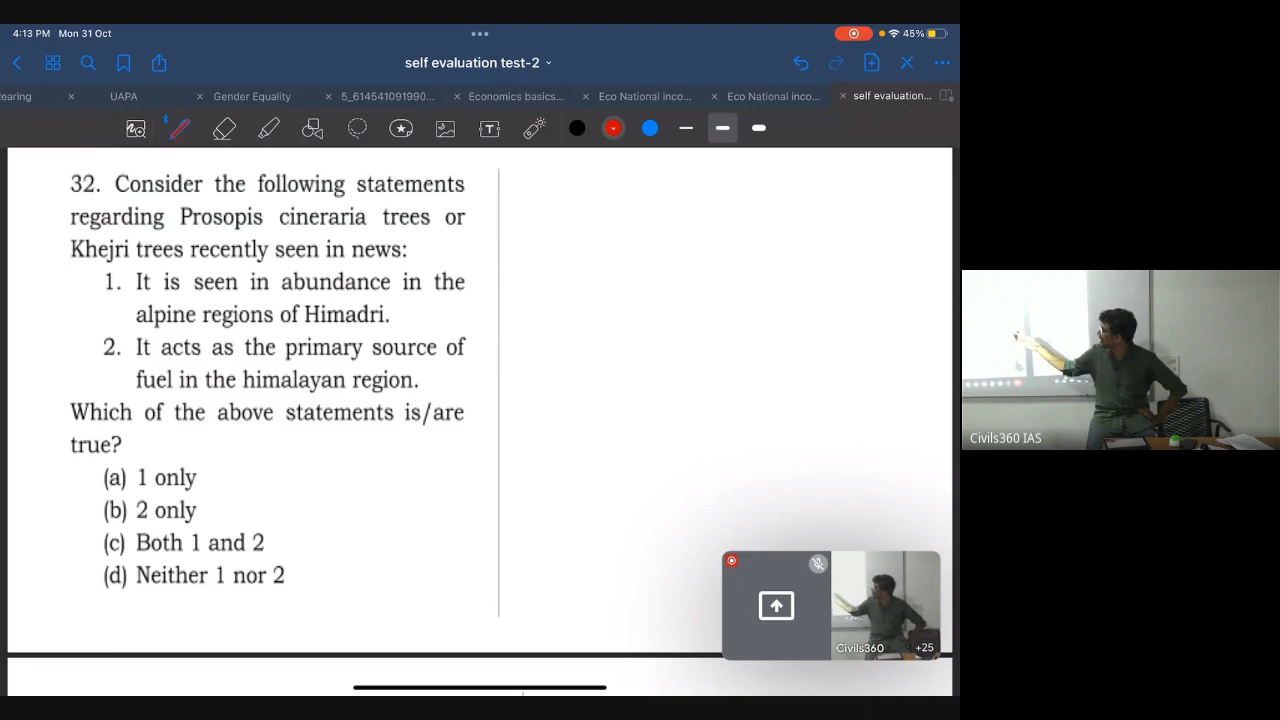 4:13 PM Mon 31 Oct
45%
self evaluation test-2
earing
UAPA
Gender Equality
5_614541091990...
Economics basics...
Eco National inco...
Eco National inco...
self evaluation...
32. Consider the following statements
regarding Prosopis cineraria trees or
Khejri trees recently seen in news:
1. It is seen in abundance in the
alpine regions of Himadri.
2. It acts as the primary source of
fuel in the himalayan region.
Which of the above statements is/are
true?
(a) 1 only
(b) 2 only
(c) Both 1 and 2
(d) Neither 1 nor 2
Civils360
+25
Civils360 IAS